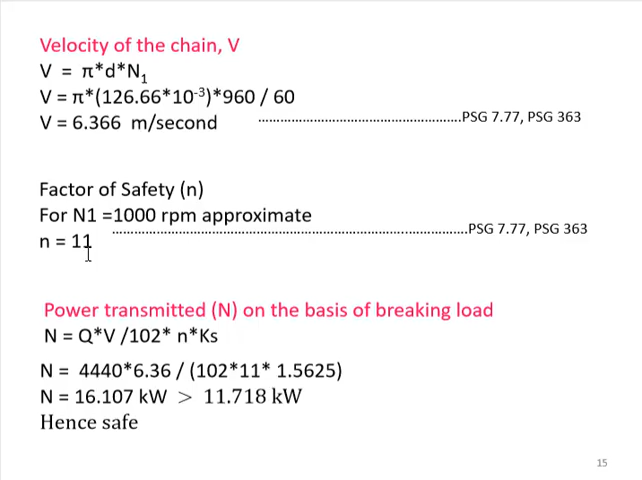 Velocity of the chain, V
V = π*d*N₁
V = π*(126.66*10⁻³)*960 / 60
V = 6.366 m/second ........................................................PSG 7.77, PSG 363
Factor of Safety (n)
For N1 =1000 rpm approximate
n = 11 ........................................................PSG 7.77, PSG 363
Power transmitted (N) on the basis of breaking load
N = Q*V /102* n*Ks
N = 4440*6.36 / (102*11* 1.5625)
N = 16.107 kW > 11.718 kW
Hence safe
15